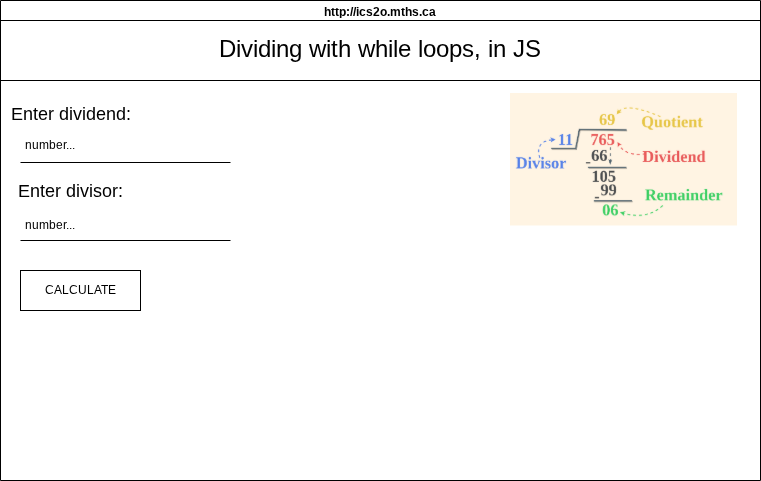 http://ics2o.mths.ca
Dividing with while loops, in JS
Enter dividend:
number...
Enter divisor:
number...
CALCULATE
69
Quotient
11
765
Divisor
-66
Dividend
105
-99
Remainder
06